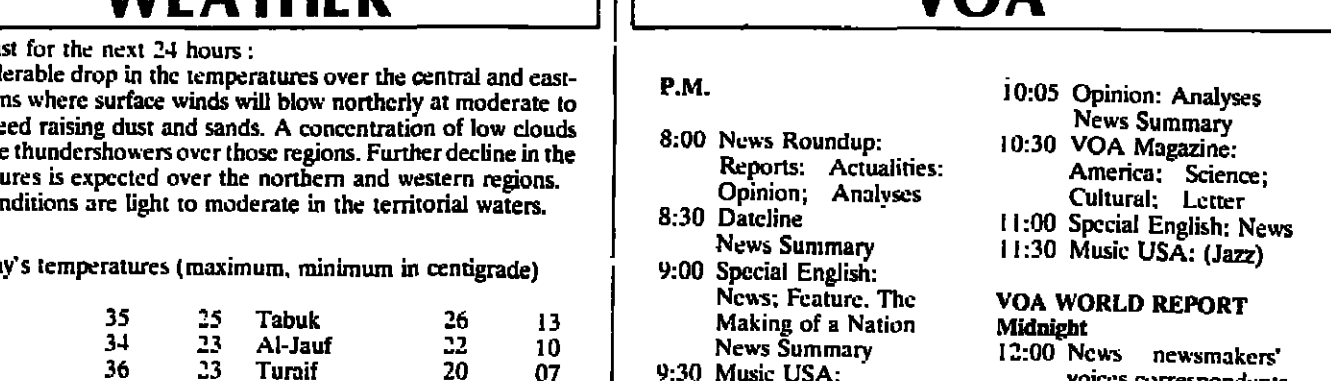 WEATHER
st for the next 24 hours :
derable drop in the temperatures over the central and east-
ns where surface winds will blow northerly at moderate to
eed raising dust and sands. A concentration of low clouds
e thundershowers over those regions. Further decline in the
ures is expected over the northern and western regions.
nditions are light to moderate in the territorial waters.
y's temperatures (maximum, minimum in centigrade)
35 25 Tabuk 26 13
34 23 Al-Jauf 22 10
36 23 Turaif 20 07
VOA
P.M.
8:00 News Roundup:
Reports: Actualities:
Opinion; Analyses
8:30 Dateline
News Summary
9:00 Special English:
News; Feature. The
Making of a Nation
News Summary
9:30 Music USA:
10:05 Opinion: Analyses
News Summary
10:30 VOA Magazine:
America: Science;
Cultural; Letter
11:00 Special English: News
11:30 Music USA: (Jazz)
VOA WORLD REPORT
Midnight
12:00 News newsmakers'
voices correspondents